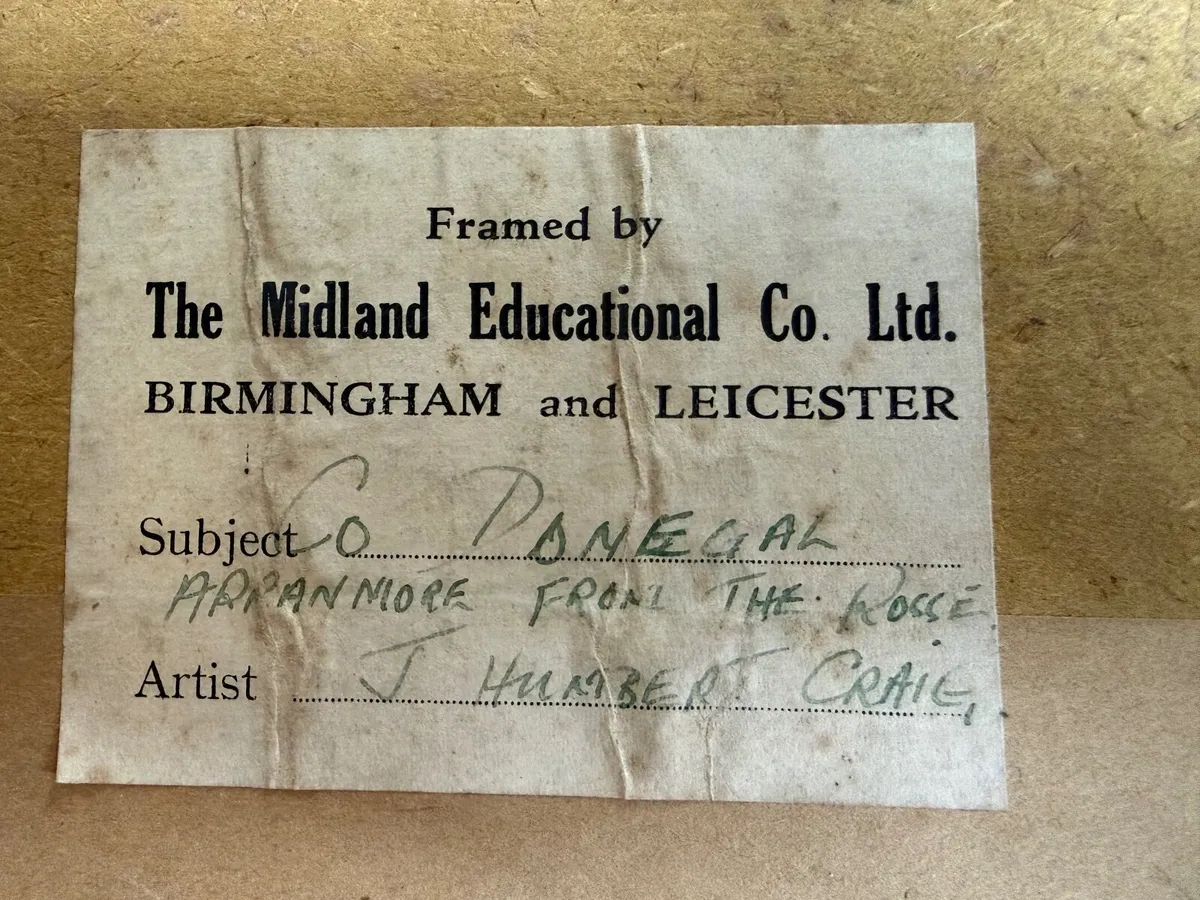 Framed by
The Midland Educational Co. Ltd.
BIRMINGHAM and LEICESTER
Subject Co DONEGAL
ARRANMORE FROM THE ROSSE
Artist J HUMBERT CRAIG,